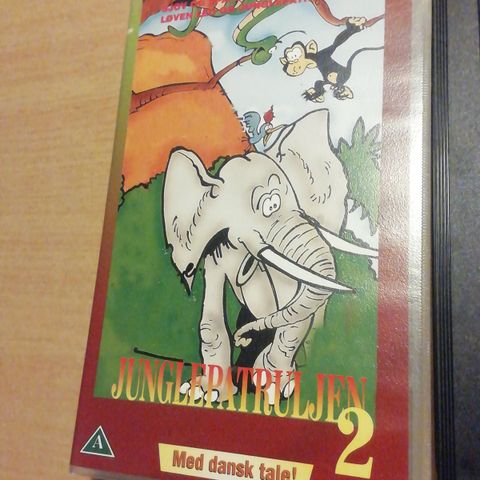 JUNGLEPATRULJEN
2
A
Med dansk tale!